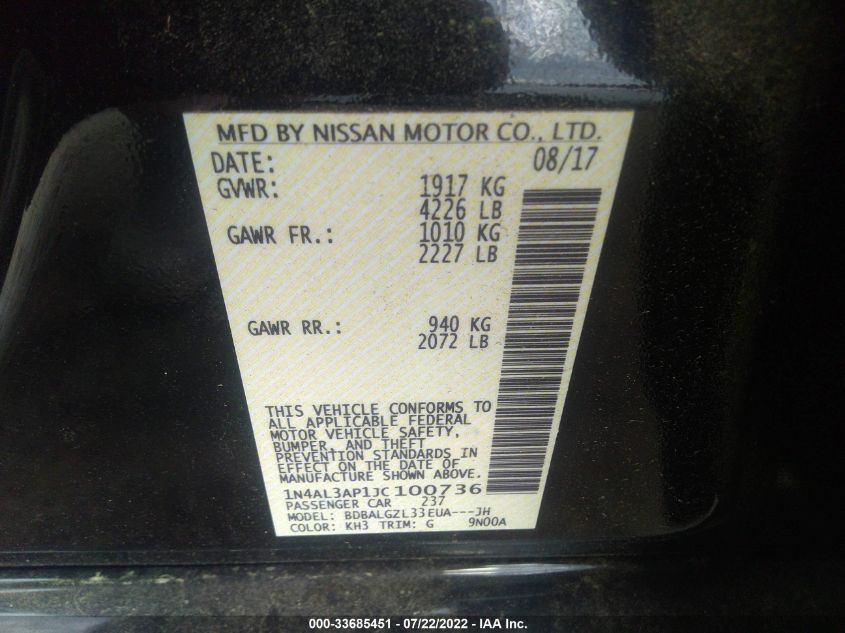 MFD BY NISSAN MOTOR CO., LTD.
DATE: 08/17
GVWR: 1917 KG
4226 LB
GAWR FR.: 1010 KG
2227 LB
GAWR RR.: 940 KG
2072 LB
THIS VEHICLE CONFORMS TO
ALL APPLICABLE FEDERAL
MOTOR VEHICLE SAFETY,
BUMPER, AND THEFT
PREVENTION STANDARDS IN
EFFECT ON THE DATE OF
MANUFACTURE SHOWN ABOVE.
1N4AL3AP1JC100736
PASSENGER CAR 237
MODEL: BDBALGZL33EUA---JH
COLOR: KH3 TRIM: G 9N00A
000-33685451 - 07/22/2022 - IAA Inc.